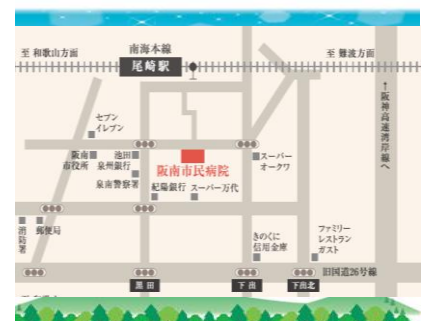 南海本線
至 和歌山方面
尾崎駅
至 難波方面
↑阪神高速湾岸線へ
セブン
イレブン
阪南
市役所
池田
泉州銀行
泉南警察署
阪南市民病院
スーパー
オークワ
紀陽銀行
スーパー万代
消防署
郵便局
きのくに
信用金庫
ファミリー
レストラン
ガスト
旧国道26号線
黒田
下出
下出北